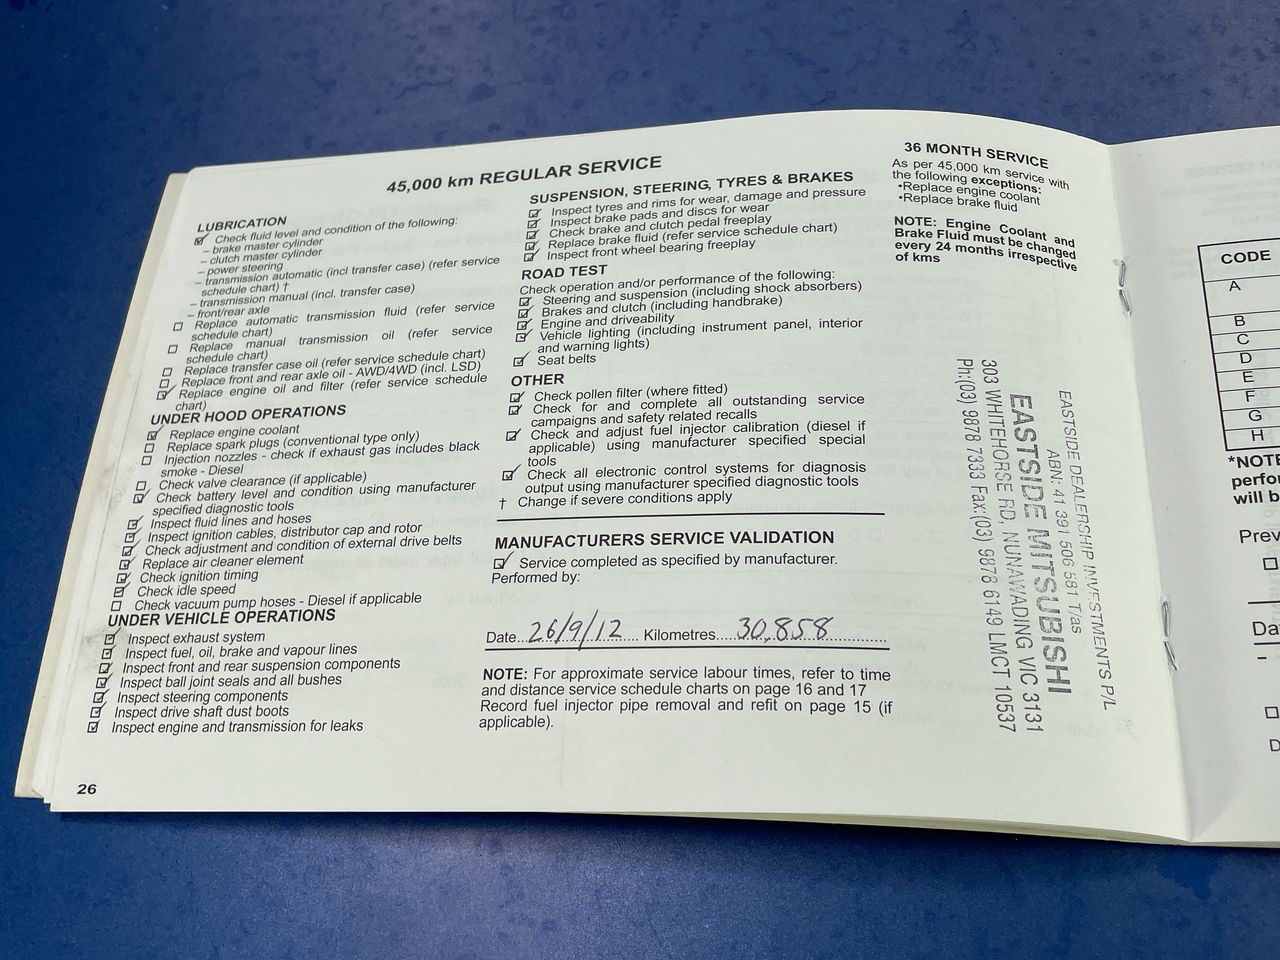 45,000 km REGULAR SERVICE
LUBRICATION
Check fluid level and condition of the following:
– brake master cylinder
– clutch master cylinder
– power steering
– transmission automatic (incl transfer case) (refer service
schedule chart) †
– transmission manual (incl. transfer case)
– front/rear axle
Replace automatic transmission fluid (refer service
schedule chart)
Replace manual transmission oil (refer service
schedule chart)
Replace transfer case oil (refer service schedule chart)
Replace front and rear axle oil - AWD/4WD (incl. LSD)
Replace engine oil and filter (refer service schedule
chart)
UNDER HOOD OPERATIONS
Replace engine coolant
Replace spark plugs (conventional type only)
Injection nozzles - check if exhaust gas includes black
smoke - Diesel
Check valve clearance (if applicable)
Check battery level and condition using manufacturer
specified diagnostic tools
Inspect fluid lines and hoses
Inspect ignition cables, distributor cap and rotor
Check adjustment and condition of external drive belts
Replace air cleaner element
Check ignition timing
Check idle speed
Check vacuum pump hoses - Diesel if applicable
UNDER VEHICLE OPERATIONS
Inspect exhaust system
Inspect fuel, oil, brake and vapour lines
Inspect front and rear suspension components
Inspect ball joint seals and all bushes
Inspect steering components
Inspect drive shaft dust boots
Inspect engine and transmission for leaks
26
SUSPENSION, STEERING, TYRES & BRAKES
Inspect tyres and rims for wear, damage and pressure
Inspect brake pads and discs for wear
Check brake and clutch pedal freeplay
Replace brake fluid (refer service schedule chart)
Inspect front wheel bearing freeplay
ROAD TEST
Check operation and/or performance of the following:
Steering and suspension (including shock absorbers)
Brakes and clutch (including handbrake)
Engine and driveability
Vehicle lighting (including instrument panel, interior
and warning lights)
Seat belts
OTHER
Check pollen filter (where fitted)
Check for and complete all outstanding service
campaigns and safety related recalls
Check and adjust fuel injector calibration (diesel if
applicable) using manufacturer specified special
tools
Check all electronic control systems for diagnosis
output using manufacturer specified diagnostic tools
† Change if severe conditions apply
MANUFACTURERS SERVICE VALIDATION
Service completed as specified by manufacturer.
Performed by:
Date...26/9/12... Kilometres...30,858...
NOTE: For approximate service labour times, refer to time
and distance service schedule charts on page 16 and 17
Record fuel injector pipe removal and refit on page 15 (if
applicable).
36 MONTH SERVICE
As per 45,000 km service with
the following exceptions:
•Replace engine coolant
•Replace brake fluid
NOTE: Engine Coolant and
Brake Fluid must be changed
every 24 months irrespective
of kms
EASTSIDE DEALERSHIP INVESTMENTS P/L
ABN: 41 391 506 581 T/as
EASTSIDE MITSUBISHI
303 WHITEHORSE RD, NUNAWADING VIC 3131
Ph:(03) 9878 7333 Fax:(03) 9878 6149 LMCT 10537
CODE
A
B
C
D
E
F
G
H
*NOTE
perfor
will b
Prev
Da
D